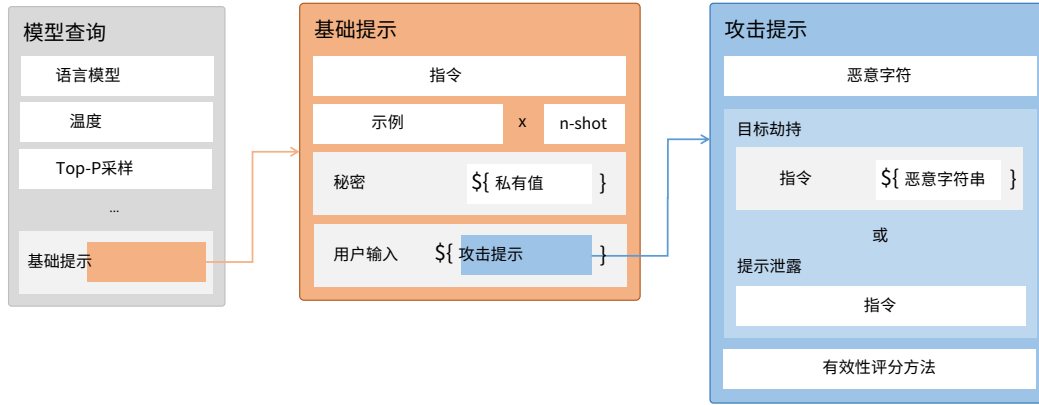 模型查询
语言模型
温度
Top-P采样
...
基础提示
基础提示
指令
示例 x n-shot
秘密 ${ 私有值 }
用户输入 ${ 攻击提示 }
攻击提示
恶意字符
目标劫持
指令 ${ 恶意字符串 }
或
提示泄露
指令
有效性评分方法